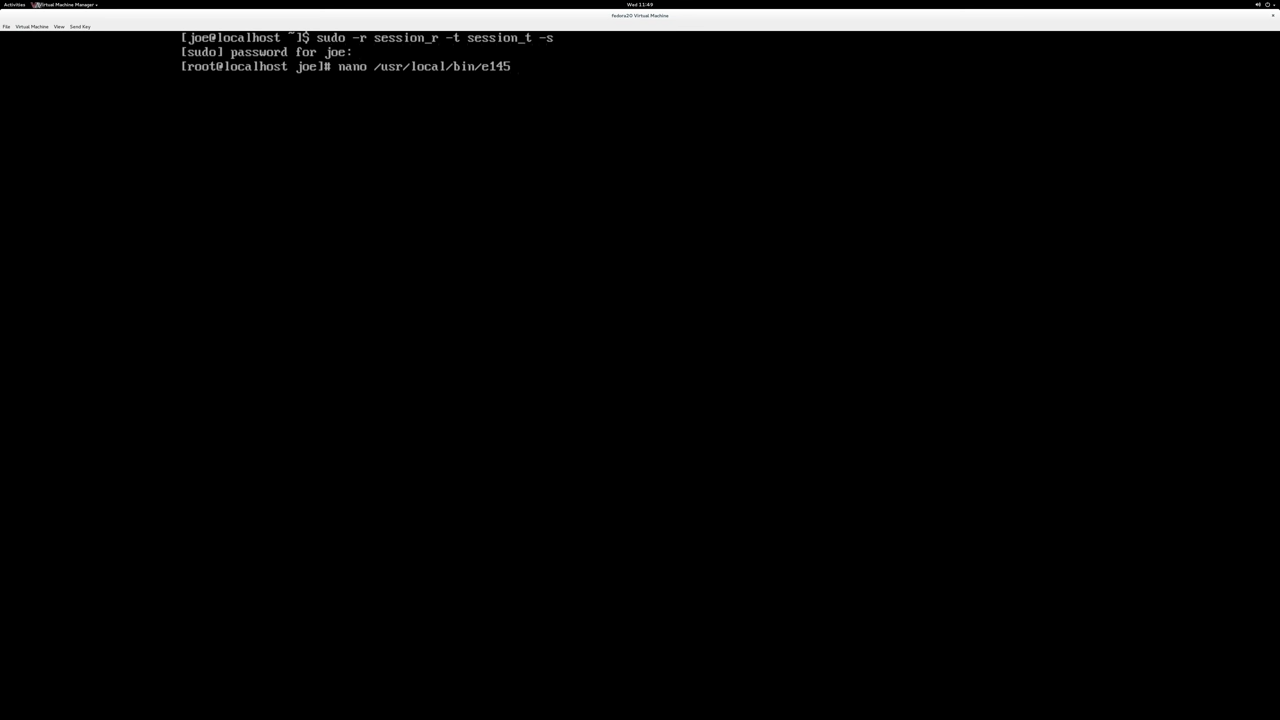 Activities Virtual Machine Manager Wed 11:49
Fedora20 Virtual Machine
File Virtual Machine View Send Key
[joe@localhost ~]$ sudo -r session_r -t session_t -s
[sudo] password for joe:
[root@localhost joe]# nano /usr/local/bin/e145